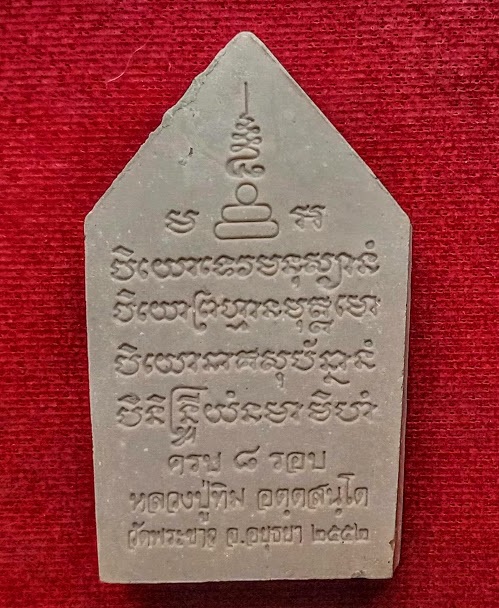 បិយោទេវមនុស្សានំ
បិយោព្រហ្មានមុត្តមោ
បិយោនាគសុបណ្ណានំ
បិនិន្ទ្រិយំនមាមិហំ
ครบ ๘ รอบ
หลวงปู่ทิม อตฺตสนฺโต
วัดพระขาว จ.อยุธยา ๒๕๕๒